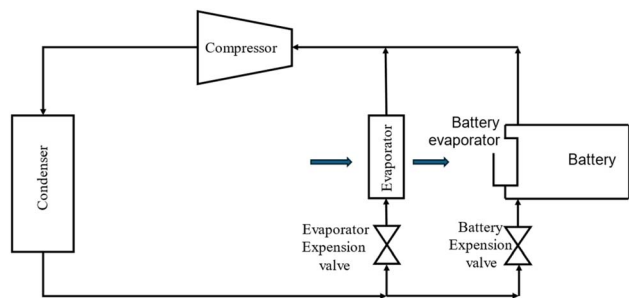 Compressor
Condenser
Evaporator
Battery
evaporator
Battery
Evaporator
Expension
valve
Battery
Expension
valve